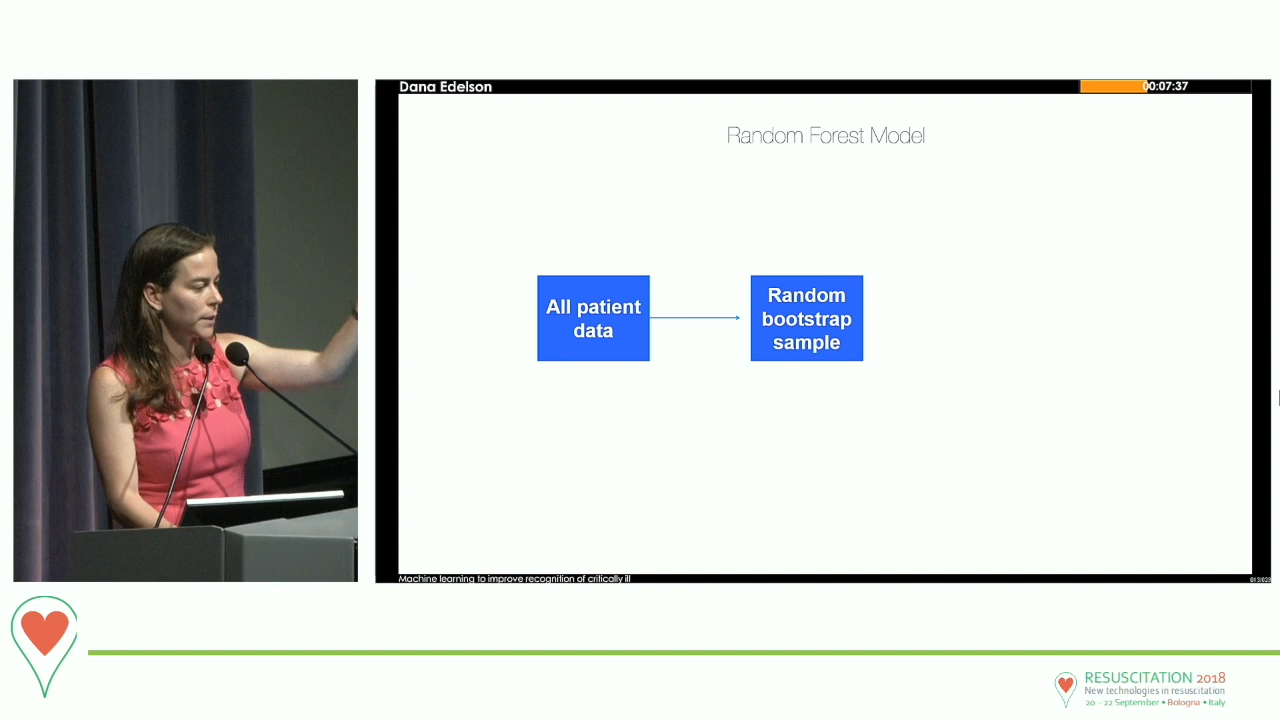 Dana Edelson
00:07:37
Random Forest Model
All patient
data
Random
bootstrap
sample
Machine learning to improve recognition of critically ill
RESUSCITATION 2018
New technologies in resuscitation
20 - 22 September • Bologna • Italy